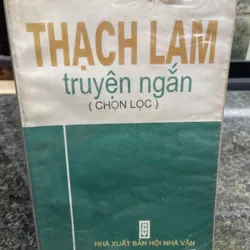 THẠCH LAM
truyện ngắn
( CHỌN LỌC )
NHÀ XUẤT BẢN HỘI NHÀ VĂN